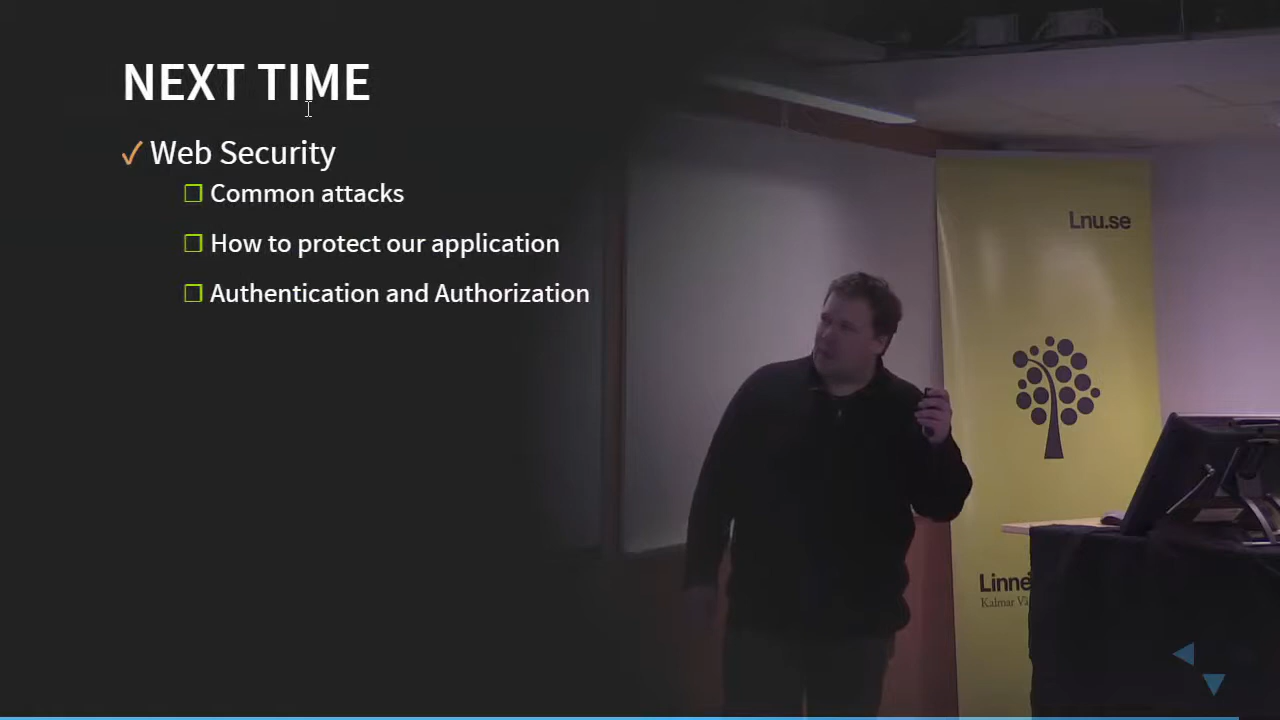 NEXT TIME
✓ Web Security
❐ Common attacks
❐ How to protect our application
❐ Authentication and Authorization
Lnu.se
Linne
Kalmar Vä